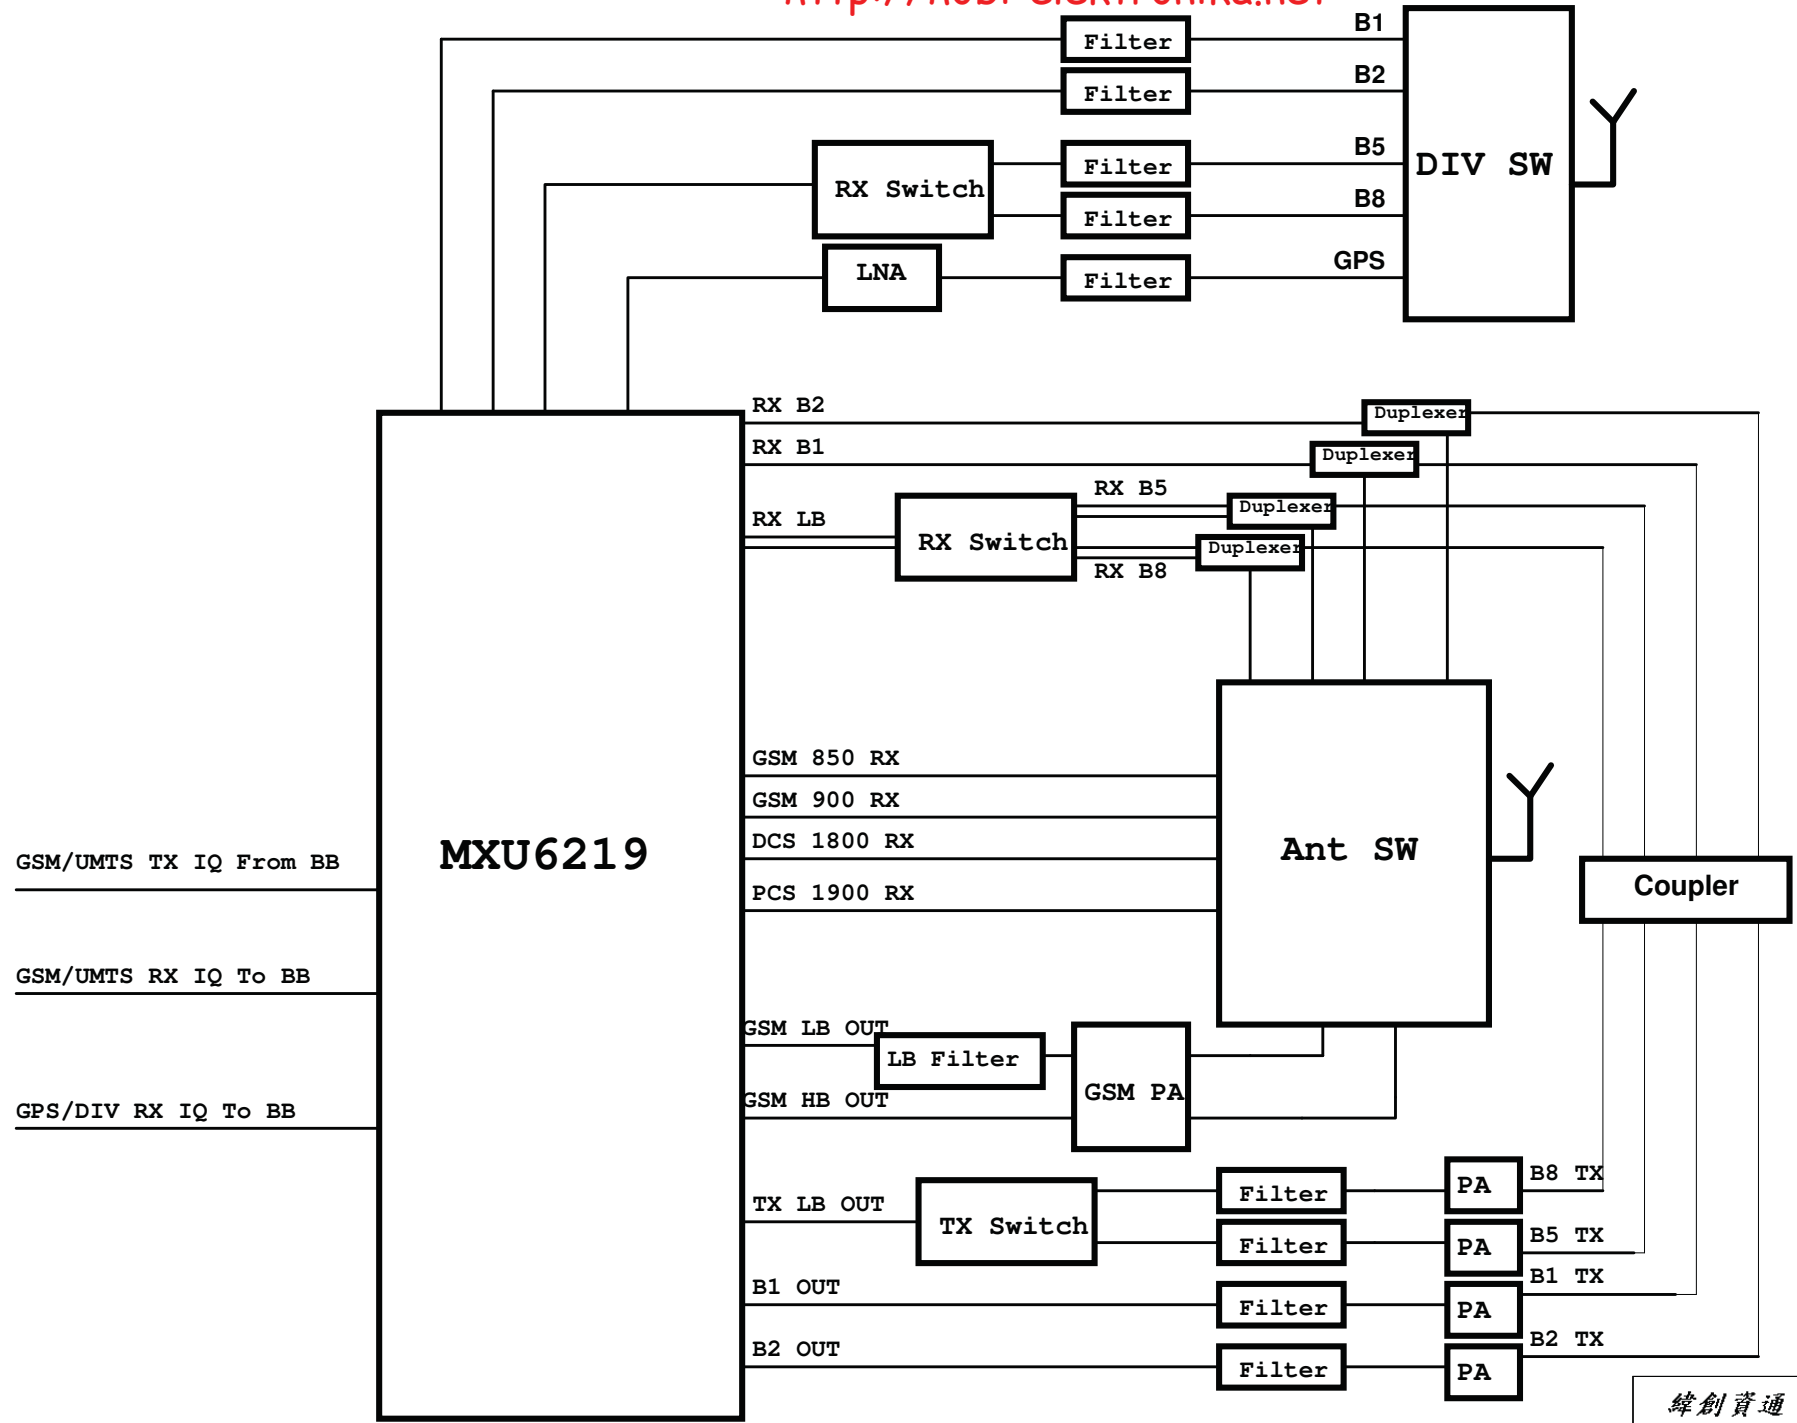 B1
Filter
B2
Filter
B5
Filter
DIV SW
RX Switch
B8
Filter
GPS
LNA
Filter
RX B2
Duplexer
RX B1
Duplexer
RX B5
Duplexer
RX LB
RX Switch
Duplexer
RX B8
GSM 850 RX
GSM 900 RX
DCS 1800 RX
MXU6219
Ant SW
GSM/UMTS TX IQ From BB
PCS 1900 RX
Coupler
GSM/UMTS RX IQ To BB
GSM LB OUT
LB Filter
GSM PA
GSM HB OUT
GPS/DIV RX IQ To BB
B8 TX
PA
Filter
TX LB OUT
TX Switch
B5 TX
PA
Filter
B1 TX
B1 OUT
Filter
PA
B2 TX
B2 OUT
Filter
PA
緯創資通